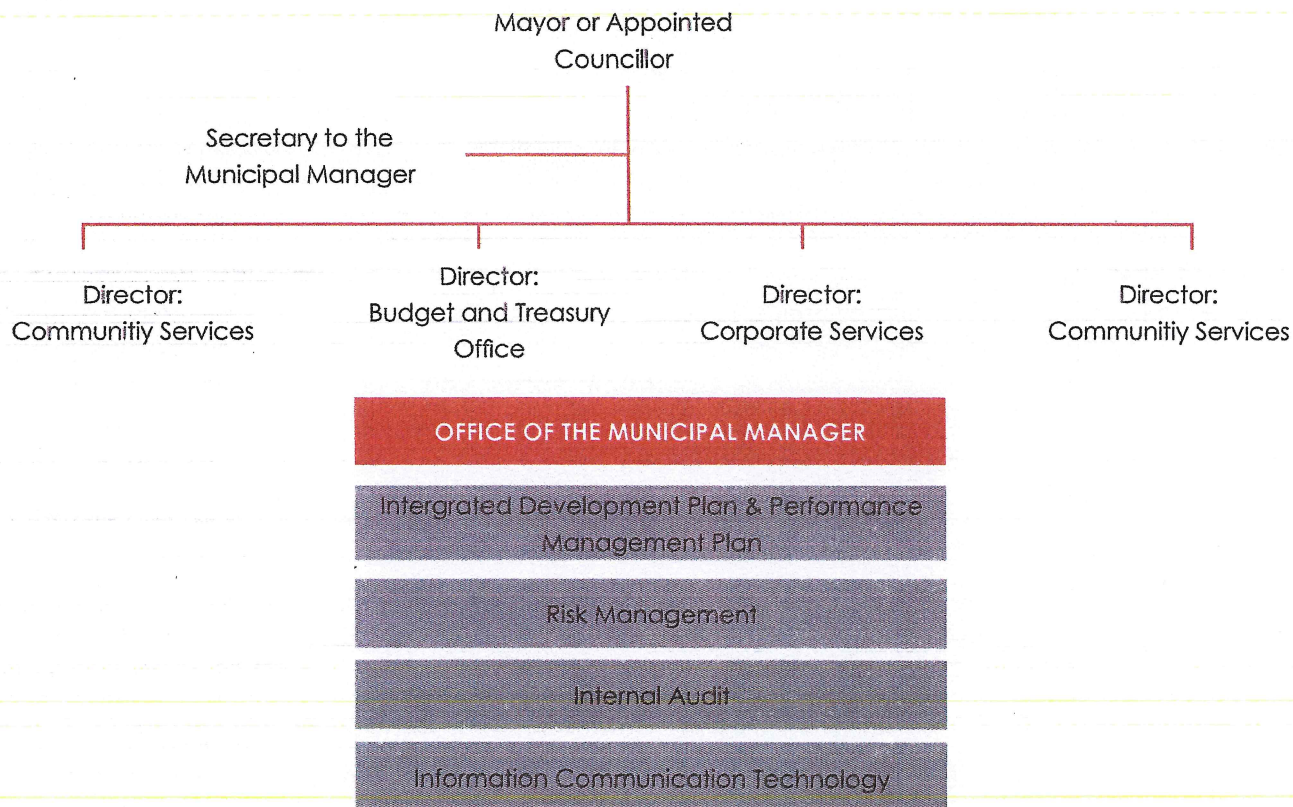 Mayor or Appointed
Councillor
Secretary to the
Municipal Manager
Director:
Communitiy Services
Director:
Budget and Treasury
Office
Director:
Corporate Services
Director:
Communitiy Services
OFFICE OF THE MUNICIPAL MANAGER
Intergrated Development Plan & Performance
Management Plan
Risk Management
Internal Audit
Information Communication Technology